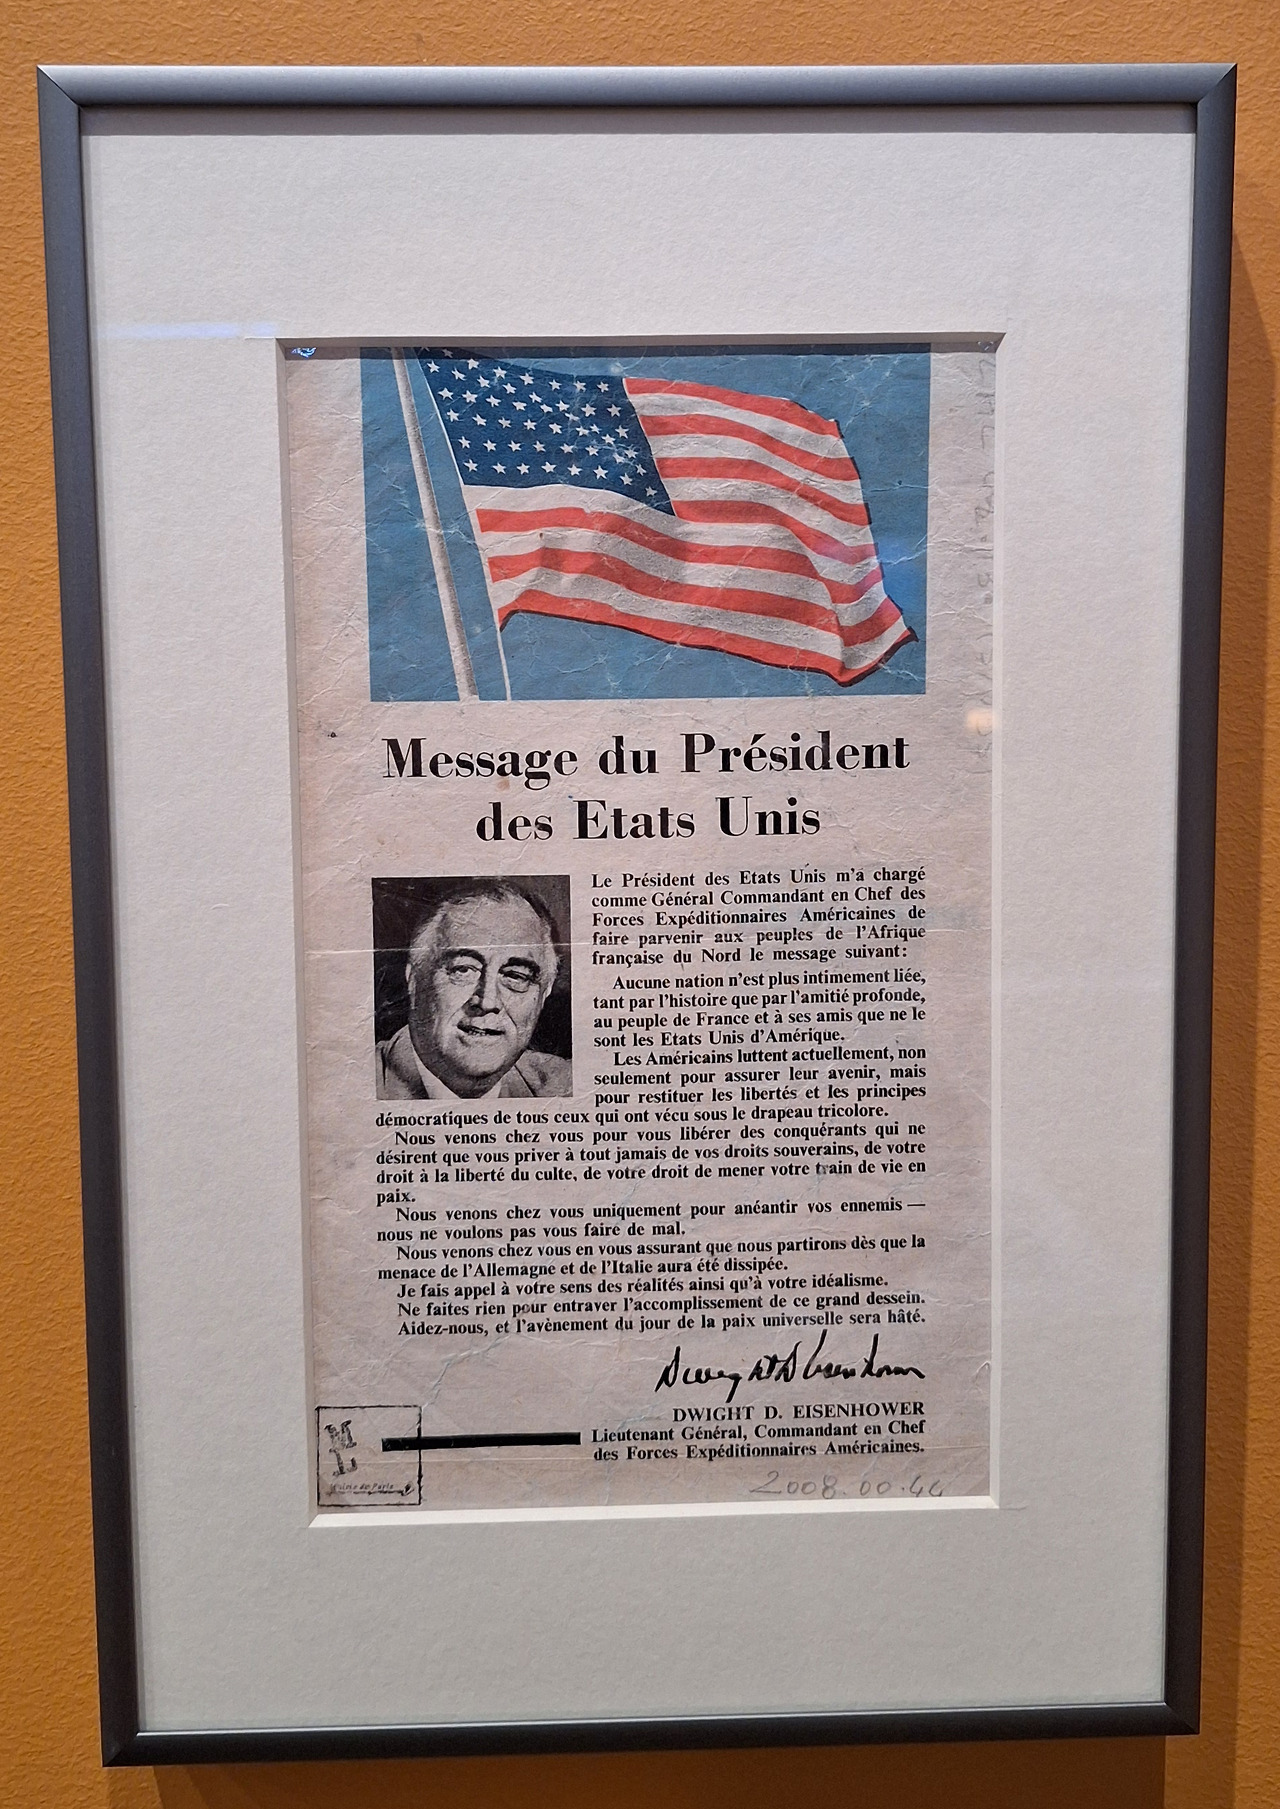 Message du Président
des Etats Unis
Le Président des Etats Unis m'a chargé
comme Général Commandant en Chef des
Forces Expéditionnaires Américaines de
faire parvenir aux peuples de l'Afrique
française du Nord le message suivant:
Aucune nation n'est plus intimement liée,
tant par l'histoire que par l'amitié profonde,
au peuple de France et à ses amis que ne le
sont les Etats Unis d'Amérique.
Les Américains luttent actuellement, non
seulement pour assurer leur avenir, mais
pour restituer les libertés et les principes
démocratiques de tous ceux qui ont vécu sous le drapeau tricolore.
Nous venons chez vous pour vous libérer des conquérants qui ne
désirent que vous priver à tout jamais de vos droits souverains, de votre
droit à la liberté du culte, de votre droit de mener votre train de vie en
paix.
Nous venons chez vous uniquement pour anéantir vos ennemis —
nous ne voulons pas vous faire de mal.
Nous venons chez vous en vous assurant que nous partirons dès que la
menace de l'Allemagne et de l'Italie aura été dissipée.
Je fais appel à votre sens des réalités ainsi qu'à votre idéalisme.
Ne faites rien pour entraver l'accomplissement de ce grand dessein.
Aidez-nous, et l'avènement du jour de la paix universelle sera hâté.
Dwight D Eisenhower
DWIGHT D. EISENHOWER
Lieutenant Général, Commandant en Chef
des Forces Expéditionnaires Américaines.
ML
2008.00.44